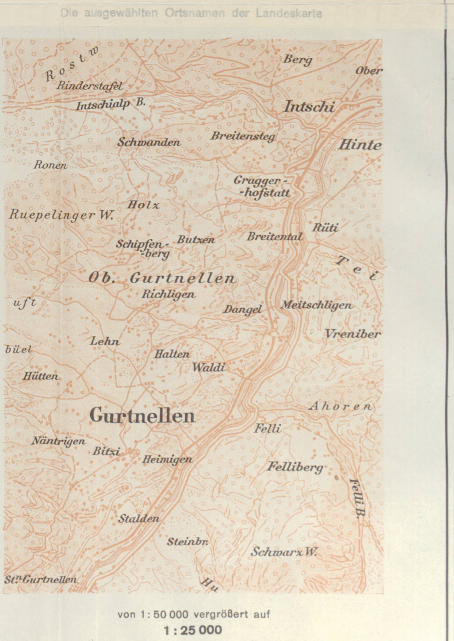 Die ausgewählten Ortsnamen der Landeskarte
Rostw
Berg
Ober
Rinderstafel
Intschialp B.
Intschi
Schwanden
Breitensteg
Hinte
Ronen
Gragger-
-hofstatt
Holz
Ruepelinger W.
Rüti
Schipfen-
-berg
Butzen
Breitental
Tei
Ob. Gurtnellen
Richligen
uft
Dangel
Meitschligen
Vreniber
Lehn
büel
Halten
Waldi
Hütten
Gurtnellen
Ahoren
Felli
Näntrigen
Bitzi
Heimigen
Felliberg
Felli B.
Stalden
Steinbr.
Schwarz W.
Stn. Gurtnellen
Hu
von 1:50 000 vergrößert auf
1:25 000